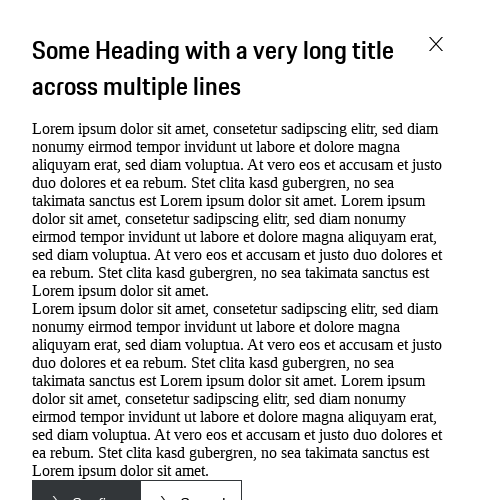 Some Heading with a very long title
across multiple lines
Lorem ipsum dolor sit amet, consetetur sadipscing elitr, sed diam
nonumy eirmod tempor invidunt ut labore et dolore magna
aliquyam erat, sed diam voluptua. At vero eos et accusam et justo
duo dolores et ea rebum. Stet clita kasd gubergren, no sea
takimata sanctus est Lorem ipsum dolor sit amet. Lorem ipsum
dolor sit amet, consetetur sadipscing elitr, sed diam nonumy
eirmod tempor invidunt ut labore et dolore magna aliquyam erat,
sed diam voluptua. At vero eos et accusam et justo duo dolores et
ea rebum. Stet clita kasd gubergren, no sea takimata sanctus est
Lorem ipsum dolor sit amet.
Lorem ipsum dolor sit amet, consetetur sadipscing elitr, sed diam
nonumy eirmod tempor invidunt ut labore et dolore magna
aliquyam erat, sed diam voluptua. At vero eos et accusam et justo
duo dolores et ea rebum. Stet clita kasd gubergren, no sea
takimata sanctus est Lorem ipsum dolor sit amet. Lorem ipsum
dolor sit amet, consetetur sadipscing elitr, sed diam nonumy
eirmod tempor invidunt ut labore et dolore magna aliquyam erat,
sed diam voluptua. At vero eos et accusam et justo duo dolores et
ea rebum. Stet clita kasd gubergren, no sea takimata sanctus est
Lorem ipsum dolor sit amet.